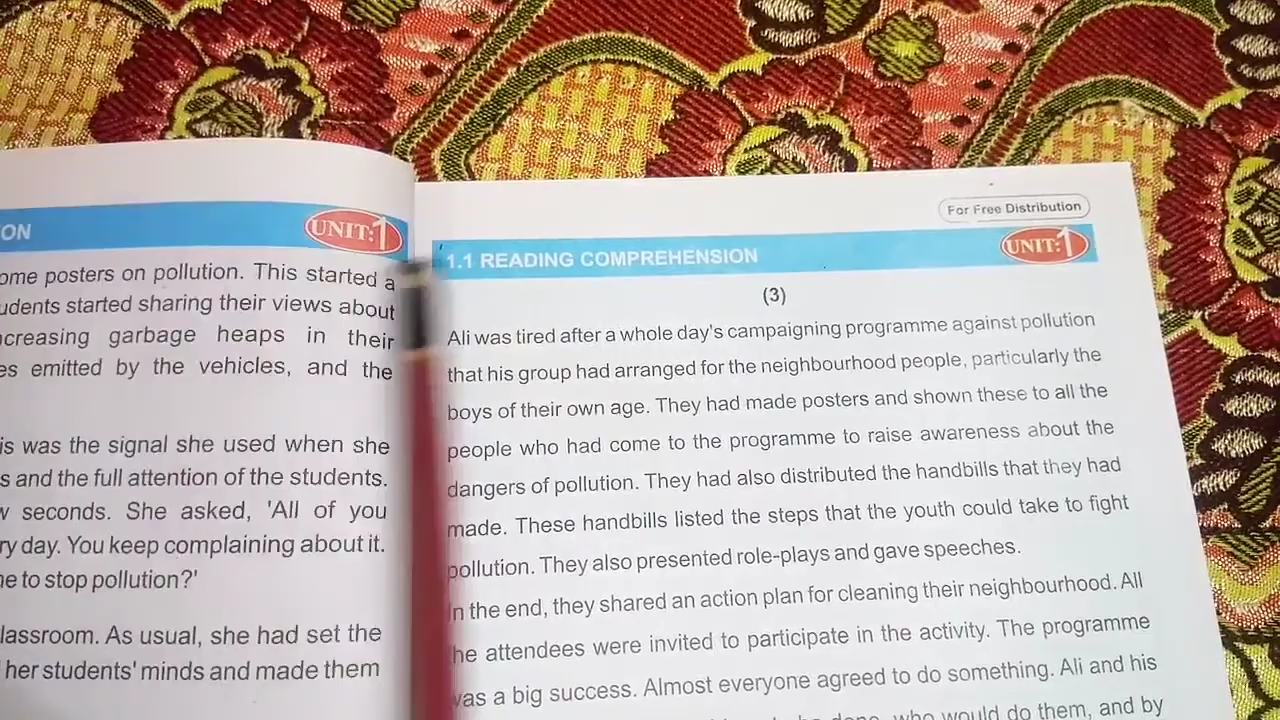 ON
UNIT:1
ome posters on pollution. This started a
udents started sharing their views about
creasing garbage heaps in their
es emitted by the vehicles, and the
is was the signal she used when she
s and the full attention of the students.
w seconds. She asked, 'All of you
ry day. You keep complaining about it.
ne to stop pollution?'
lassroom. As usual, she had set the
her students' minds and made them
For Free Distribution
1.1 READING COMPREHENSION
UNIT:1
(3)
Ali was tired after a whole day's campaigning programme against pollution
that his group had arranged for the neighbourhood people, particularly the
boys of their own age. They had made posters and shown these to all the
people who had come to the programme to raise awareness about the
dangers of pollution. They had also distributed the handbills that they had
made. These handbills listed the steps that the youth could take to fight
pollution. They also presented role-plays and gave speeches.
In the end, they shared an action plan for cleaning their neighbourhood. All
he attendees were invited to participate in the activity. The programme
was a big success. Almost everyone agreed to do something. Ali and his
done, who would do them, and by